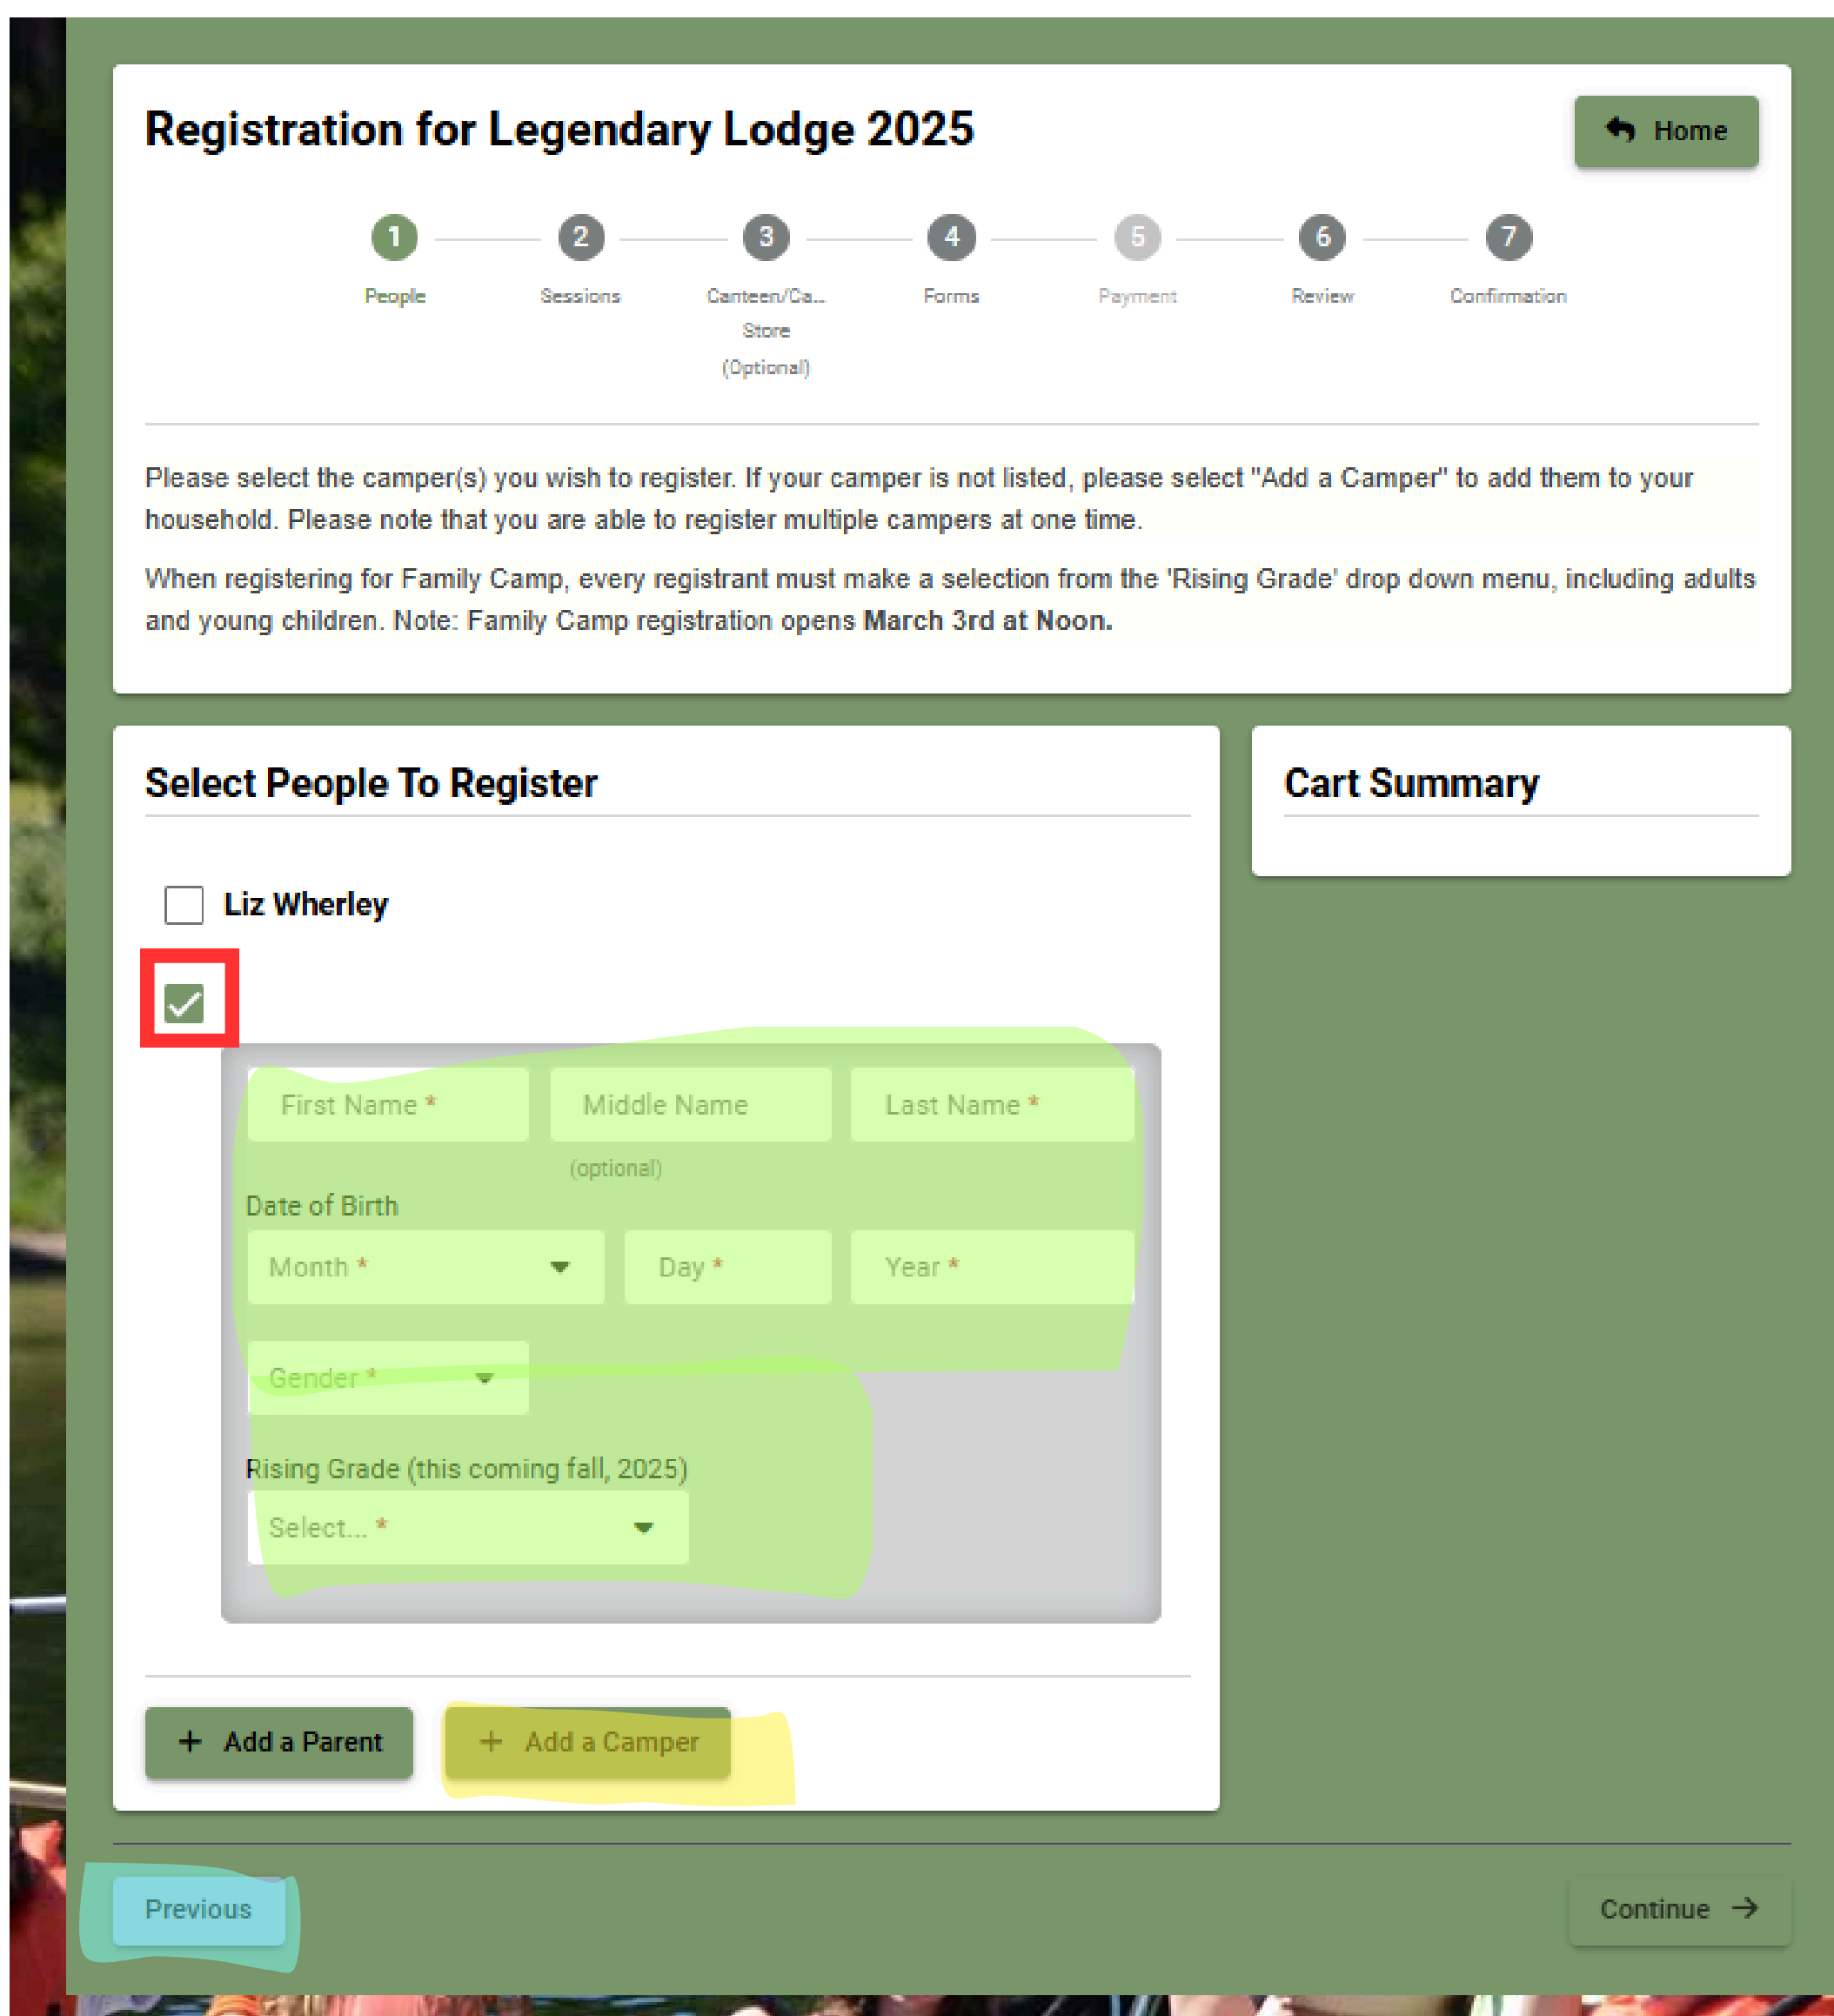 Registration for Legendary Lodge 2025
Home
1 2 3 4 5 6 7
People Sessions Canteen/Ca... Forms Payment Review Confirmation
Store
(Optional)
Please select the camper(s) you wish to register. If your camper is not listed, please select "Add a Camper" to add them to your
household. Please note that you are able to register multiple campers at one time.
When registering for Family Camp, every registrant must make a selection from the 'Rising Grade' drop down menu, including adults
and young children. Note: Family Camp registration opens March 3rd at Noon.
Select People To Register
Liz Wherley
First Name * Middle Name Last Name *
(optional)
Date of Birth
Month * Day * Year *
Gender *
Rising Grade (this coming fall, 2025)
Select... *
+ Add a Parent + Add a Camper
Cart Summary
Previous Continue →